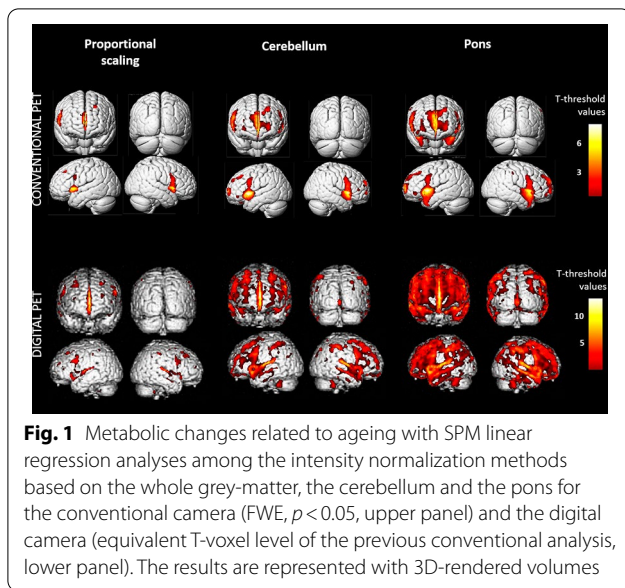 Proportional
scaling
Cerebellum
Pons
CONVENTIONAL PET
T-threshold
values
6
3
DIGITAL PET
T-threshold
values
10
5
Fig. 1 Metabolic changes related to ageing with SPM linear
regression analyses among the intensity normalization methods
based on the whole grey-matter, the cerebellum and the pons for
the conventional camera (FWE, p < 0.05, upper panel) and the digital
camera (equivalent T-voxel level of the previous conventional analysis,
lower panel). The results are represented with 3D-rendered volumes